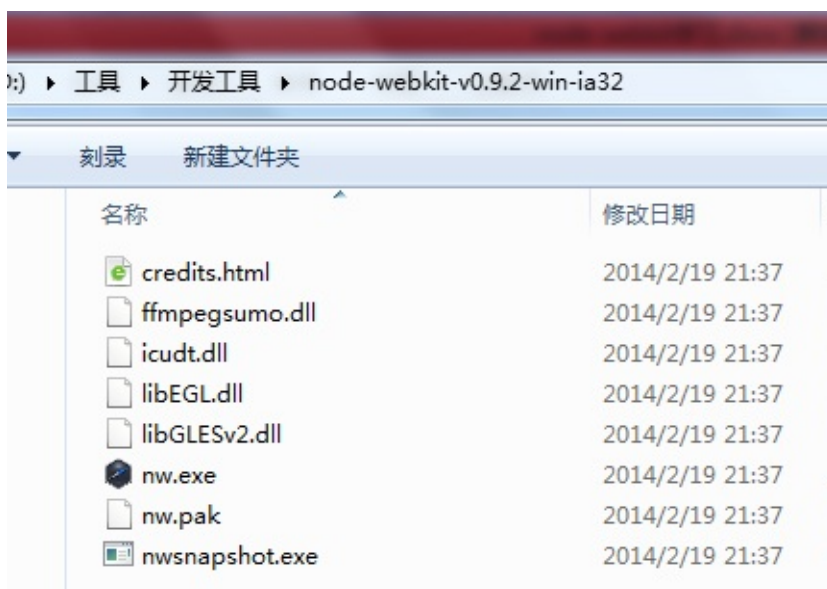 :) ▸ 工具 ▸ 开发工具 ▸ node-webkit-v0.9.2-win-ia32
刻录 新建文件夹
名称 修改日期
credits.html 2014/2/19 21:37
ffmpegsumo.dll 2014/2/19 21:37
icudt.dll 2014/2/19 21:37
libEGL.dll 2014/2/19 21:37
libGLESv2.dll 2014/2/19 21:37
nw.exe 2014/2/19 21:37
nw.pak 2014/2/19 21:37
nwsnapshot.exe 2014/2/19 21:37